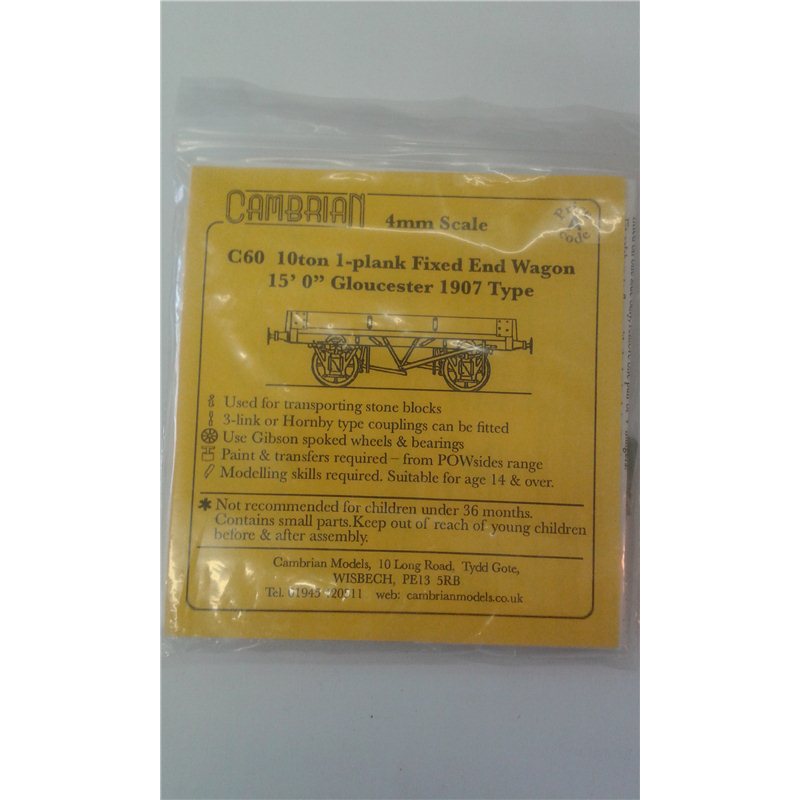 CAMBRIAN 4mm Scale
Price code
C60 10ton 1-plank Fixed End Wagon
15' 0" Gloucester 1907 Type
Used for transporting stone blocks
3-link or Hornby type couplings can be fitted
Use Gibson spoked wheels & bearings
Paint & transfers required – from POWsides range
Modelling skills required. Suitable for age 14 & over.
* Not recommended for children under 36 months.
Contains small parts.Keep out of reach of young children
before & after assembly.
Cambrian Models, 10 Long Road. Tydd Gote,
WISBECH, PE13 5RB
Tel. 01945 web: cambrianmodels.co.uk